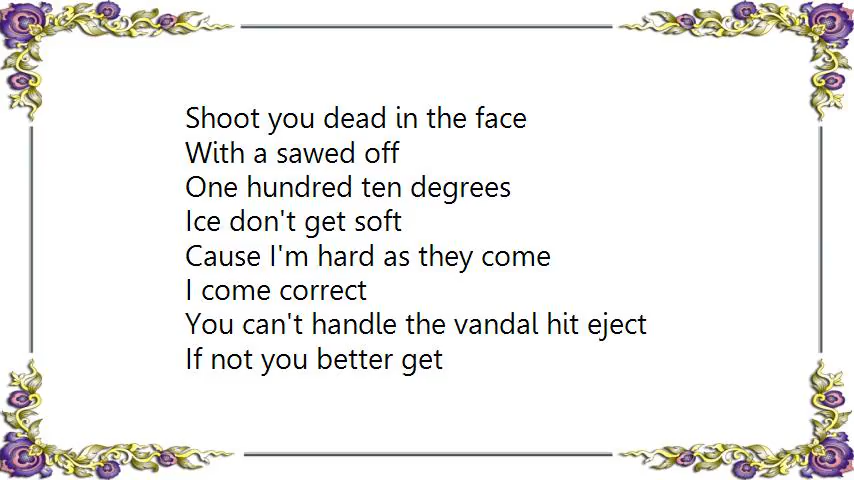 Shoot you dead in the face
With a sawed off
One hundred ten degrees
Ice don't get soft
Cause I'm hard as they come
I come correct
You can't handle the vandal hit eject
If not you better get